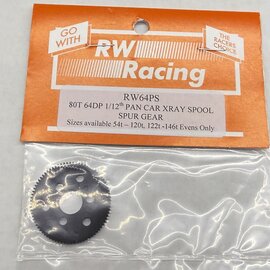 GO WITH
THE RACERS
CHOICE
RW
Racing
RW64PS
80T 64DP 1/12th PAN CAR XRAY SPOOL
SPUR GEAR
Sizes available 54t – 120t, 122t -146t Evens Only